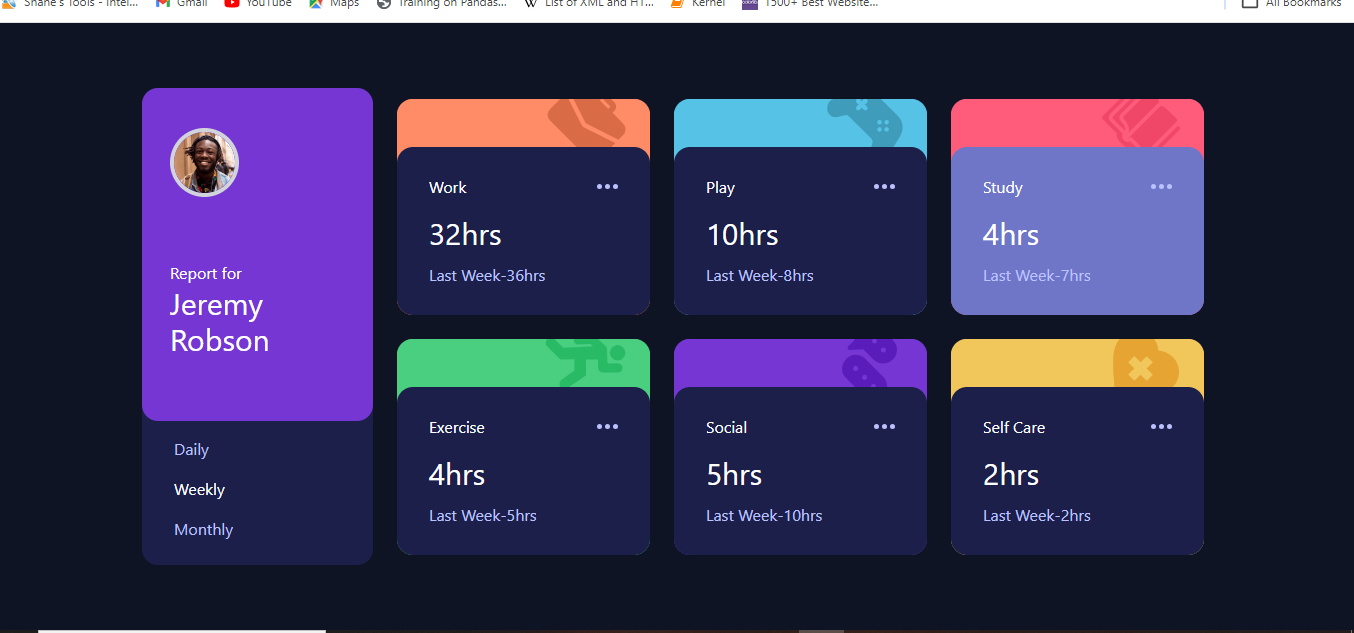 Shane's Tools - Intel... Gmail YouTube Maps Training on Pandas... List of XML and HT... Kernel 1500+ Best Website... All Bookmarks
Report for
Jeremy
Robson
Daily
Weekly
Monthly
Work
32hrs
Last Week-36hrs
Play
10hrs
Last Week-8hrs
Study
4hrs
Last Week-7hrs
Exercise
4hrs
Last Week-5hrs
Social
5hrs
Last Week-10hrs
Self Care
2hrs
Last Week-2hrs